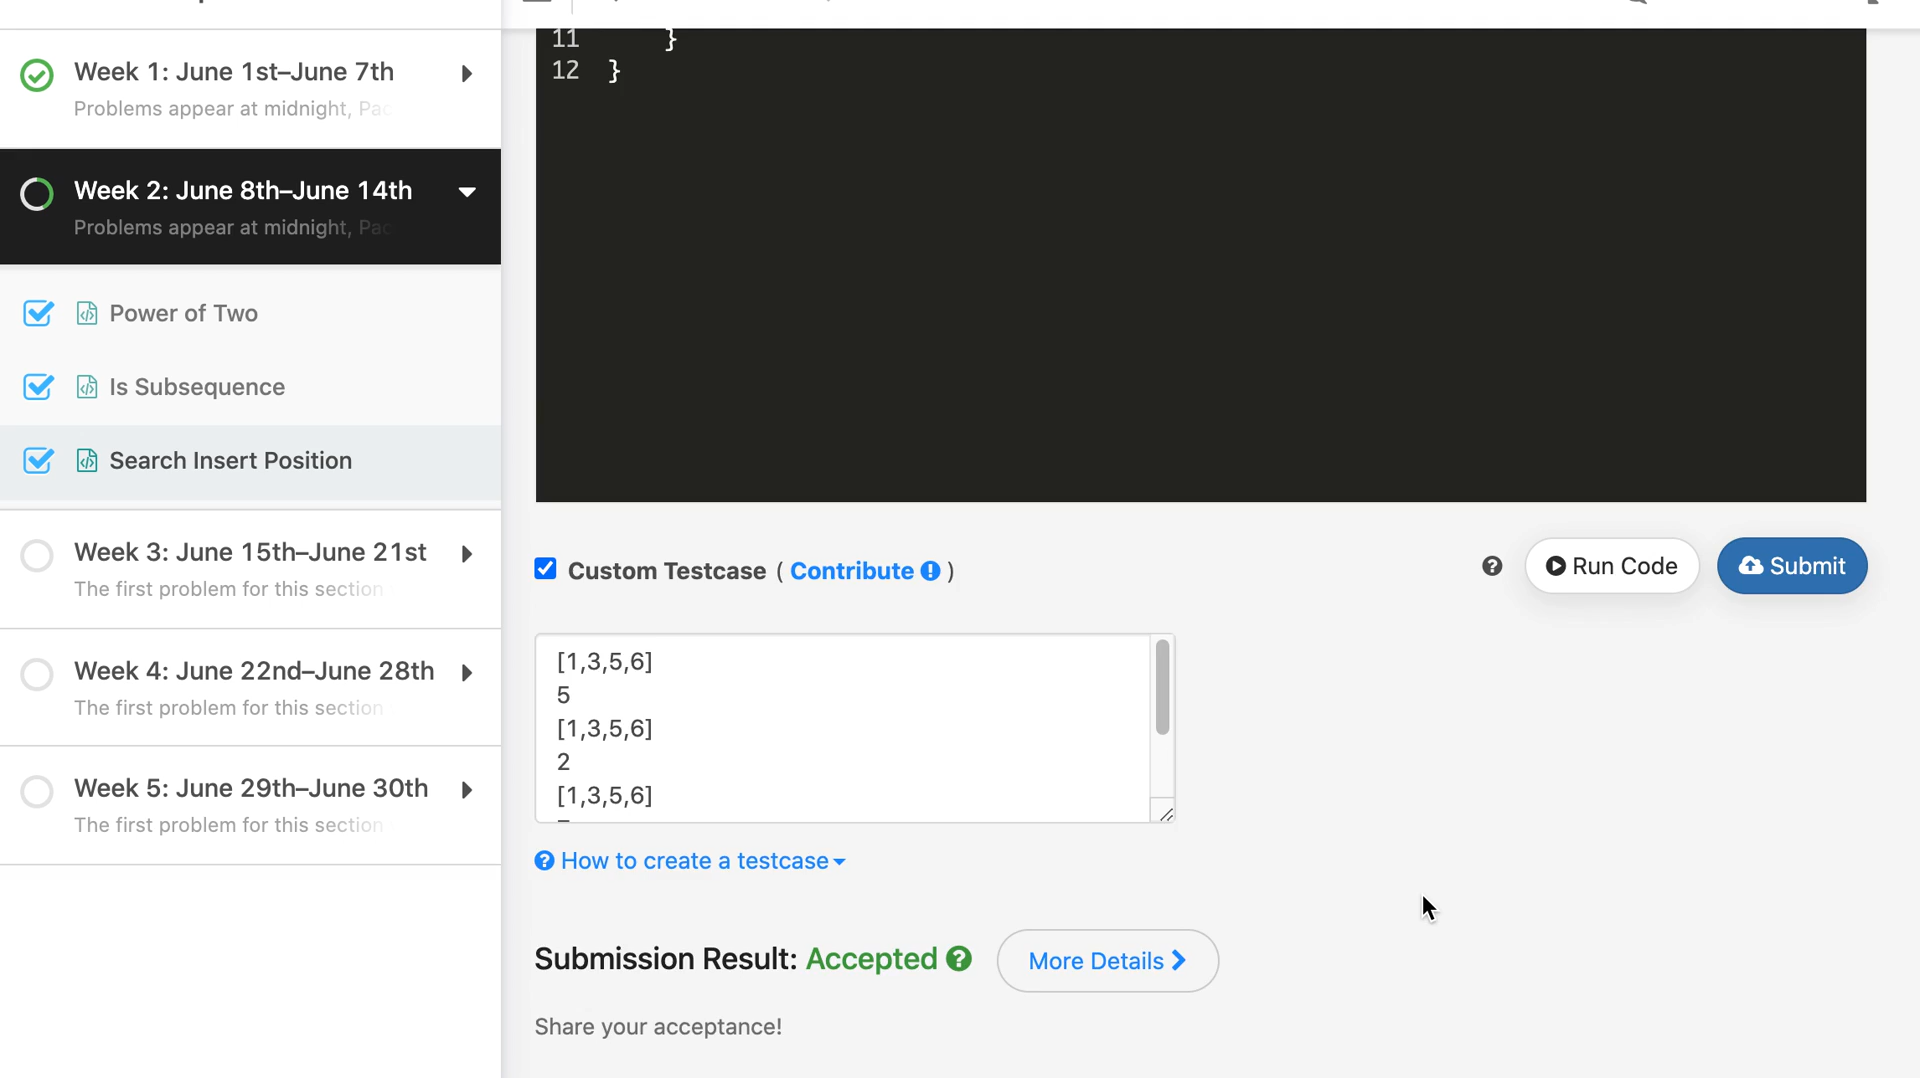 Week 1: June 1st–June 7th
Problems appear at midnight, Pac
Week 2: June 8th–June 14th
Problems appear at midnight, Pac
Power of Two
Is Subsequence
Search Insert Position
Week 3: June 15th–June 21st
The first problem for this section
Week 4: June 22nd–June 28th
The first problem for this section
Week 5: June 29th–June 30th
The first problem for this section
11 }
12 }
Custom Testcase ( Contribute )
Run Code
Submit
[1,3,5,6]
5
[1,3,5,6]
2
[1,3,5,6]
How to create a testcase
Submission Result: Accepted
More Details
Share your acceptance!